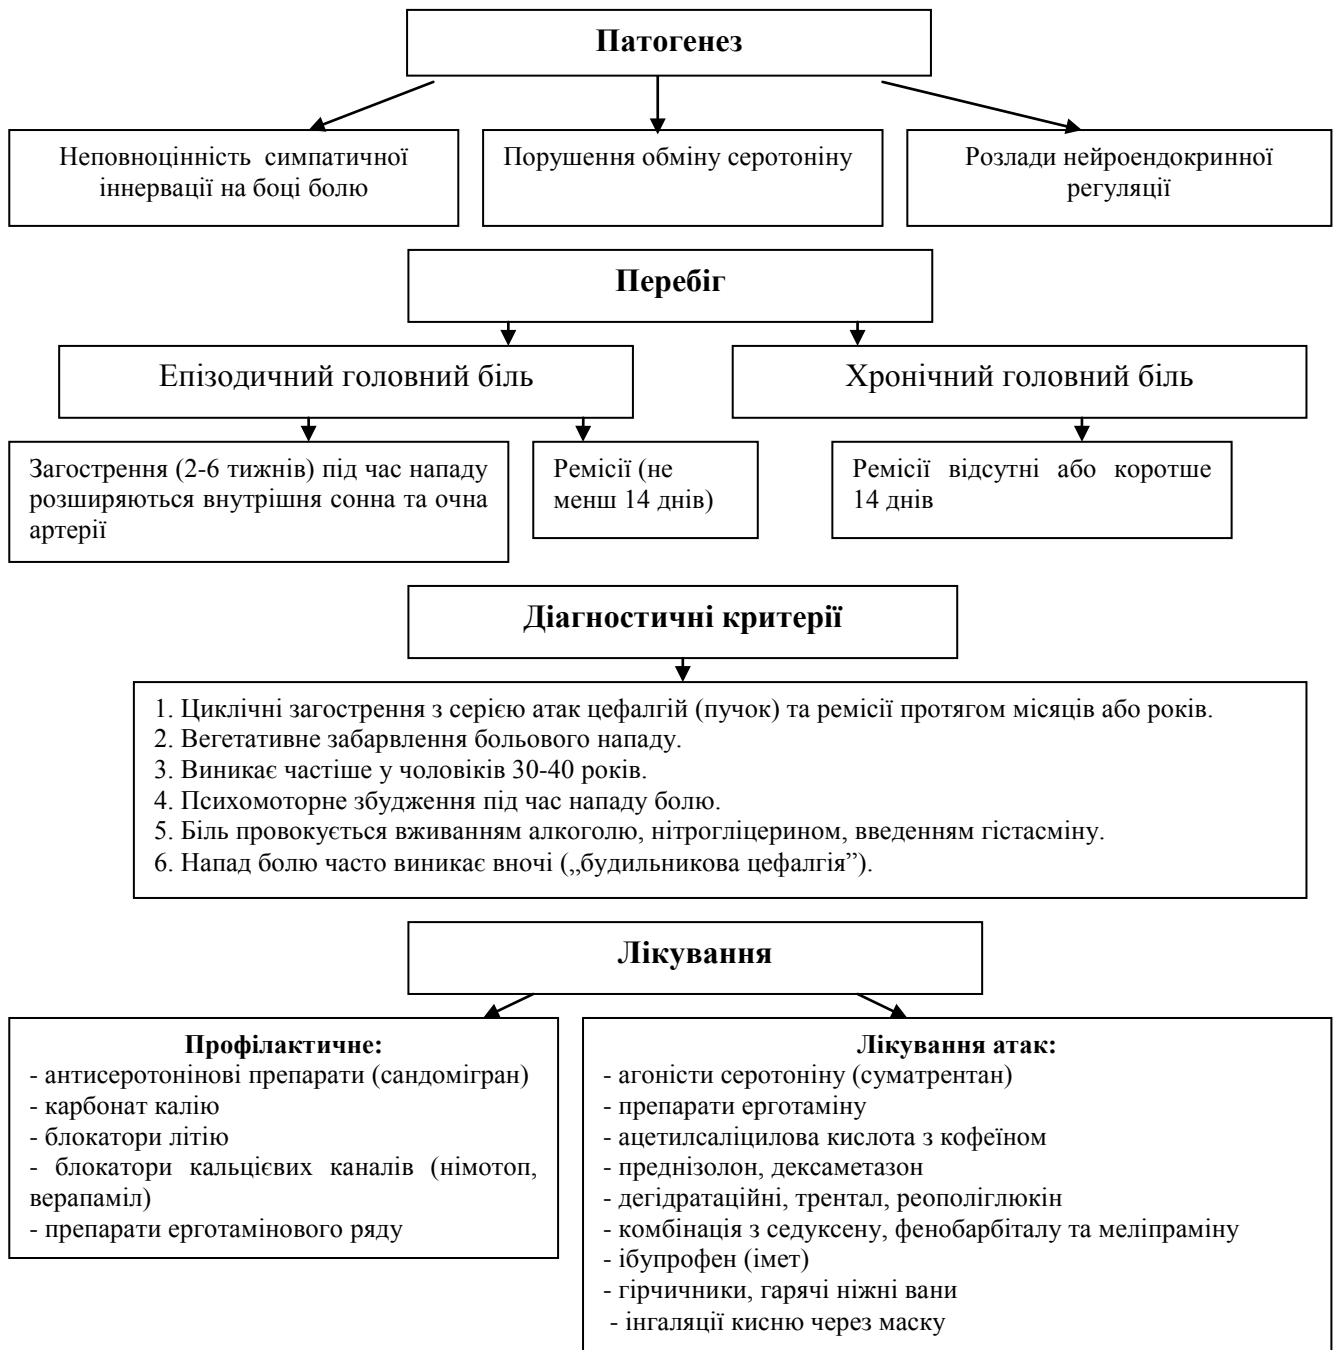 Патогенез
Неповноцінність симпатичної
іннервації на боці болю
Порушення обміну серотоніну
Розлади нейроендокринної
регуляції
Перебіг
Епізодичний головний біль
Хронічний головний біль
Загострення (2-6 тижнів) під час нападу
розширяються внутрішня сонна та очна
артерії
Ремісії (не
менш 14 днів)
Ремісії відсутні або коротше
14 днів
Діагностичні критерії
1. Циклічні загострення з серією атак цефалгій (пучок) та ремісії протягом місяців або років.
2. Вегетативне забарвлення больового нападу.
3. Виникає частіше у чоловіків 30-40 років.
4. Психомоторне збудження під час нападу болю.
5. Біль провокується вживанням алкоголю, нітрогліцерином, введенням гістасміну.
6. Напад болю часто виникає вночі („будильникова цефалгія”).
Лікування
Профілактичне:
- антисеротонінові препарати (сандомігран)
- карбонат калію
- блокатори літію
- блокатори кальцієвих каналів (німотоп,
верапаміл)
- препарати ерготамінового ряду
Лікування атак:
- агоністи серотоніну (суматрентан)
- препарати ерготаміну
- ацетилсаліцилова кислота з кофеїном
- преднізолон, дексаметазон
- дегідратаційні, трентал, реополіглюкін
- комбінація з седуксену, фенобарбіталу та меліпраміну
- ібупрофен (імет)
- гірчичники, гарячі ніжні вани
- інгаляції кисню через маску